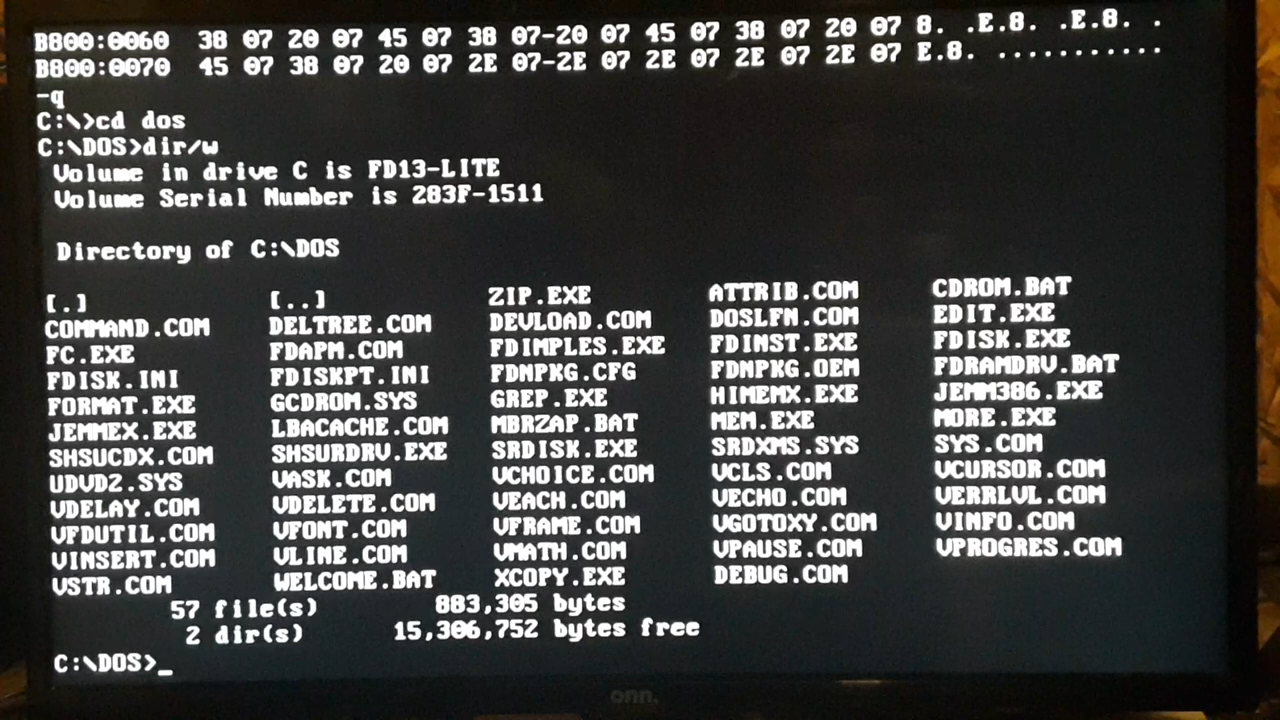 B800:0060  38 07 20 07 45 07 38 07-20 07 45 07 38 07 20 07 8. .E.8. .E.8. .
B800:0070  45 07 38 07 20 07 2E 07-2E 07 2E 07 2E 07 2E 07 E.8. ...........
-q
C:\>cd dos
C:\DOS>dir/w
Volume in drive C is FD13-LITE
Volume Serial Number is 283F-1511
Directory of C:\DOS
[.] [..] ZIP.EXE ATTRIB.COM CDROM.BAT
COMMAND.COM DELTREE.COM DEVLOAD.COM DOSLFN.COM EDIT.EXE
FC.EXE FDAPM.COM FDIMPLES.EXE FDINST.EXE FDISK.EXE
FDISK.INI FDISKPT.INI FDNPKG.CFG FDNPKG.OEM FDRAMDRV.BAT
FORMAT.EXE GCDROM.SYS GREP.EXE HIMEMX.EXE JEMM386.EXE
JEMMEX.EXE LBACACHE.COM MBRZAP.BAT MEM.EXE MORE.EXE
SHSUCDX.COM SHSURDRV.EXE SRDISK.EXE SRDXMS.SYS SYS.COM
UDVD2.SYS VASK.COM VCHOICE.COM VCLS.COM VCURSOR.COM
VDELAY.COM VDELETE.COM VEACH.COM VECHO.COM VERRLVL.COM
VFDUTIL.COM VFONT.COM VFRAME.COM VGOTOXY.COM VINFO.COM
VINSERT.COM VLINE.COM VMATH.COM VPAUSE.COM VPROGRES.COM
VSTR.COM WELCOME.BAT XCOPY.EXE DEBUG.COM
57 file(s) 883,305 bytes
2 dir(s) 15,306,752 bytes free
C:\DOS>_
onn.